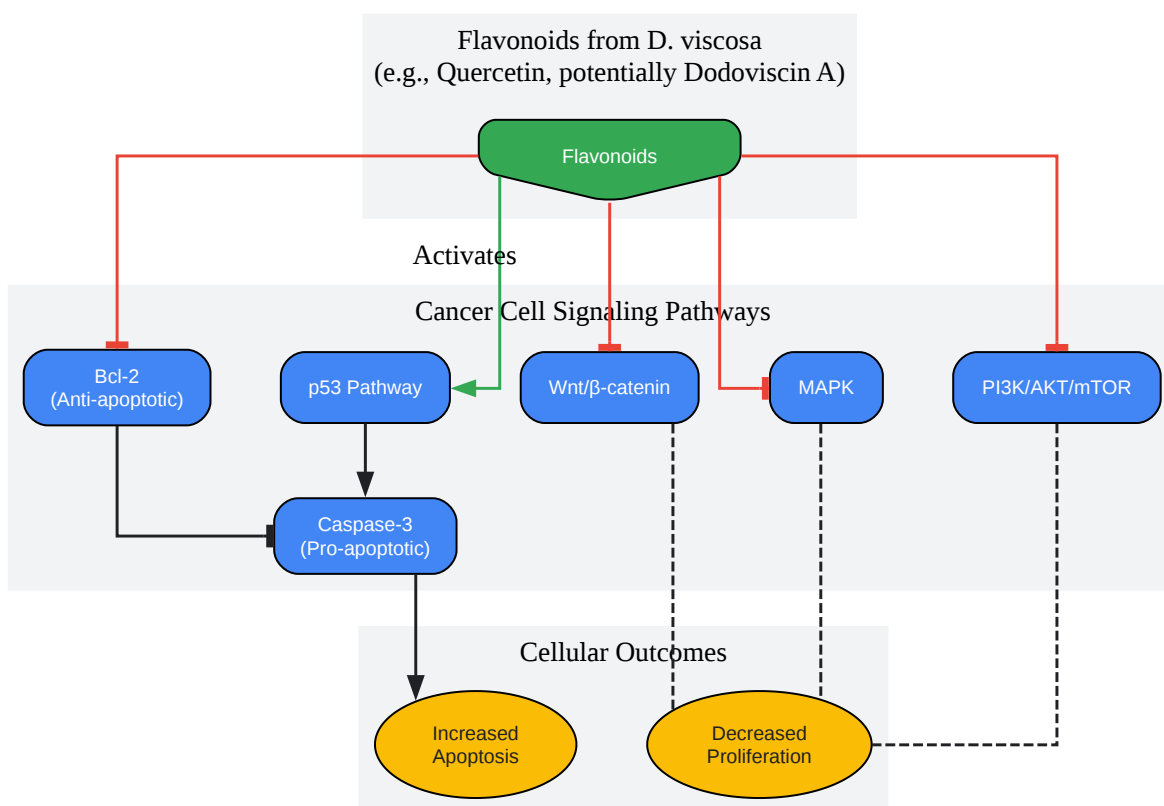 Flavonoids from D. viscosa
(e.g., Quercetin, potentially Dodoviscin A)
Flavonoids
Activates
Cancer Cell Signaling Pathways
Bcl-2
(Anti-apoptotic)
p53 Pathway
Wnt/β-catenin
MAPK
PI3K/AKT/mTOR
Caspase-3
(Pro-apoptotic)
Cellular Outcomes
Increased
Apoptosis
Decreased
Proliferation